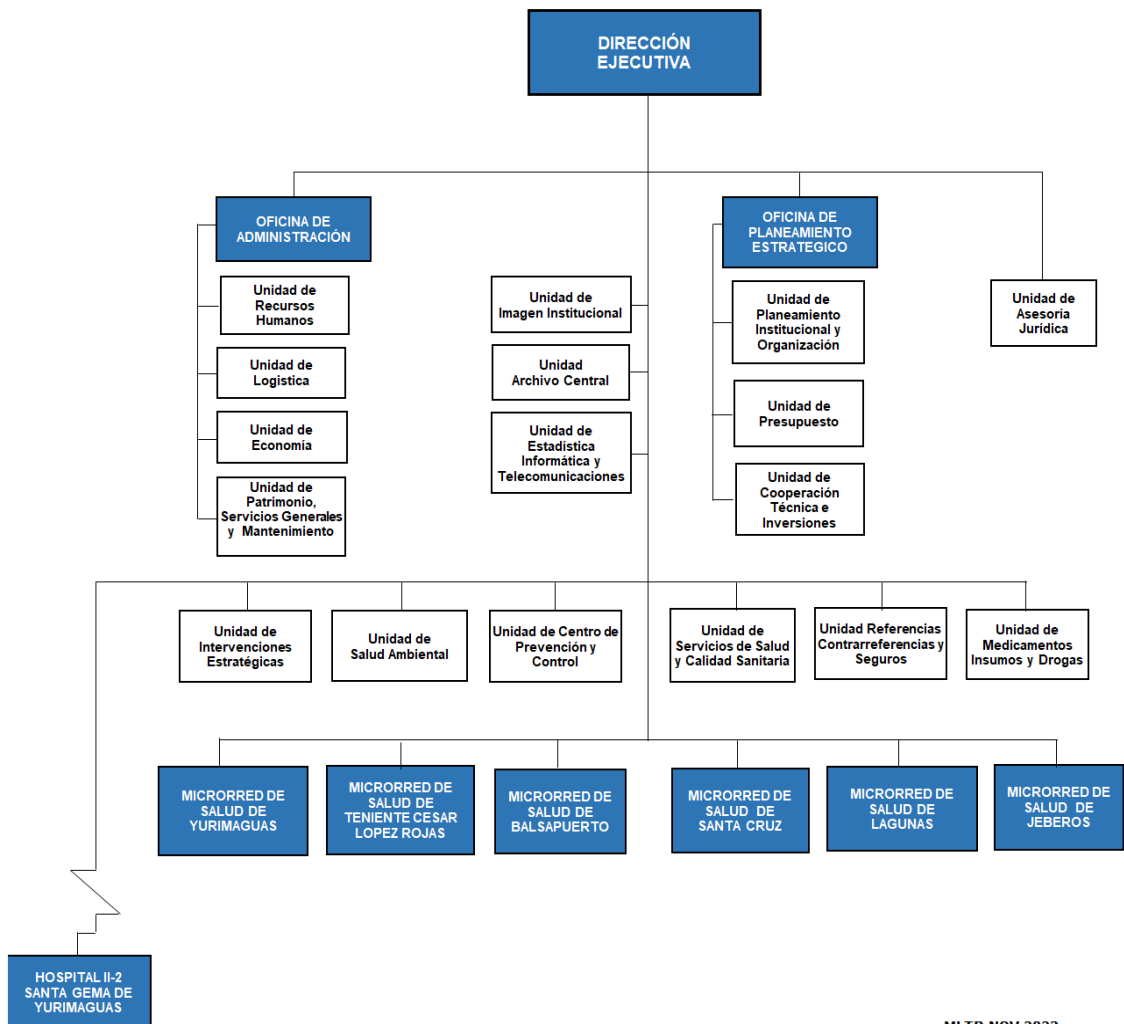 DIRECCIÓN
EJECUTIVA
OFICINA DE
ADMINISTRACIÓN
OFICINA DE
PLANEAMIENTO
ESTRATEGICO
Unidad de
Recursos
Humanos
Unidad de
Imagen Institucional
Unidad de
Planeamiento
Institucional y
Organización
Unidad de
Asesoría
Jurídica
Unidad de
Logistica
Unidad
Archivo Central
Unidad de
Presupuesto
Unidad de
Economía
Unidad de
Estadística
Informática y
Telecomunicaciones
Unidad de
Patrimonio,
Servicios Generales
y Mantenimiento
Unidad de
Cooperación
Técnica e
Inversiones
Unidad de
Intervenciones
Estratégicas
Unidad de
Salud Ambiental
Unidad de Centro de
Prevención y
Control
Unidad de
Servicios de Salud
y Calidad Sanitaria
Unidad Referencias
Contrarreferencias y
Seguros
Unidad de
Medicamentos
Insumos y Drogas
MICRORRED DE
SALUD DE
YURIMAGUAS
MICRORRED DE
SALUD DE
TENIENTE CESAR
LOPEZ ROJAS
MICRORRED DE
SALUD DE
BALSAPUERTO
MICRORRED DE
SALUD DE
SANTA CRUZ
MICRORRED DE
SALUD DE
LAGUNAS
MICRORRED DE
SALUD DE
JEBEROS
HOSPITAL II-2
SANTA GEMA DE
YURIMAGUAS